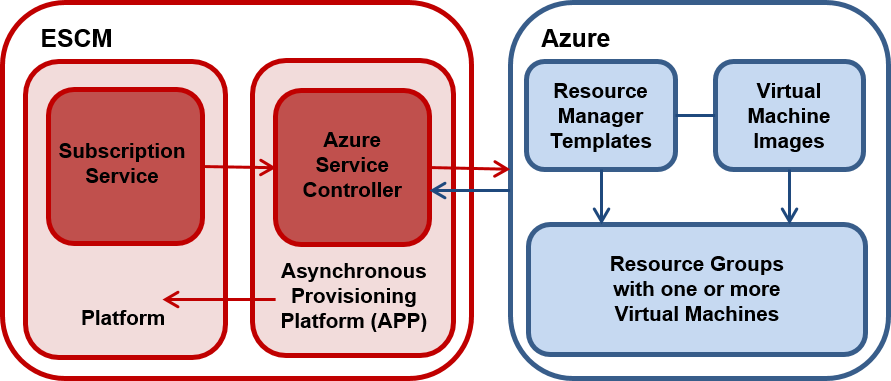 ESCM
Subscription
Service
Platform
Azure
Service
Controller
Asynchronous
Provisioning
Platform (APP)
Azure
Resource
Manager
Templates
Virtual
Machine
Images
Resource Groups
with one or more
Virtual Machines